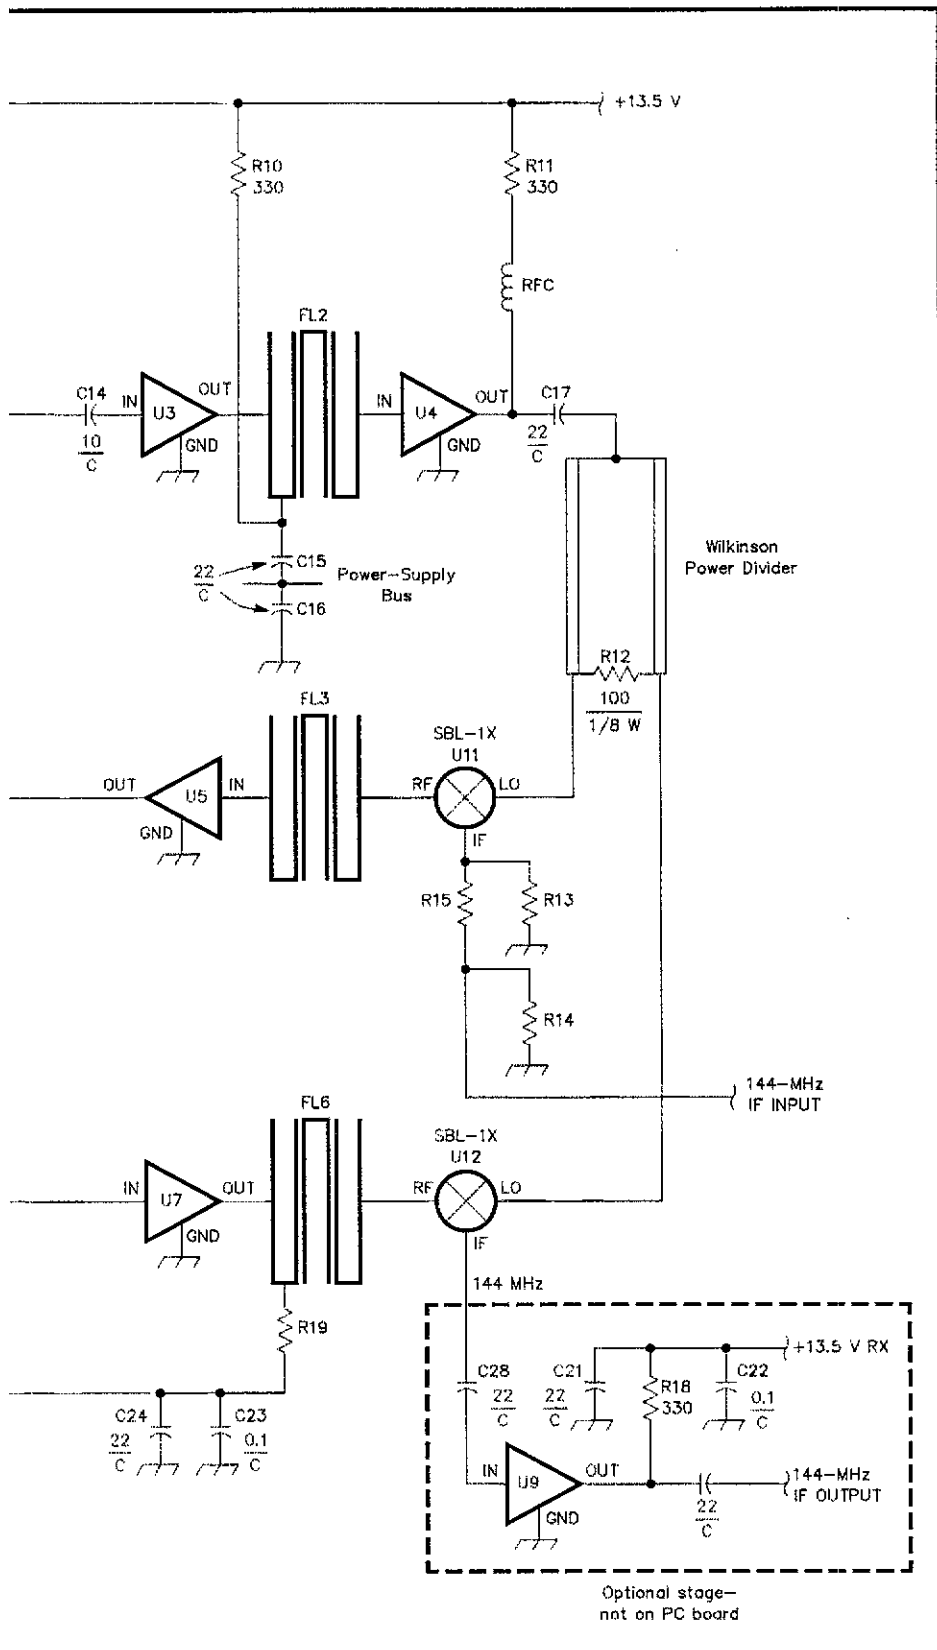 +13.5 V
R10
330
R11
330
RFC
FL2
C14
10
C
IN
U3
OUT
GND
IN
U4
OUT
GND
C17
22
C
Wilkinson
Power Divider
22
C
C15
C16
Power-Supply
Bus
R12
100
1/8 W
FL3
SBL-1X
U11
OUT
U5
IN
GND
RF
LO
IF
R15
R13
R14
144-MHz
IF INPUT
FL6
SBL-1X
U12
IN
U7
OUT
GND
RF
LO
IF
144 MHz
R19
C24
22
C
C23
0.1
C
C28
22
C
C21
22
C
R18
330
C22
0.1
C
+13.5 V RX
IN
U9
OUT
GND
22
C
144-MHz
IF OUTPUT
Optional stage—
not on PC board